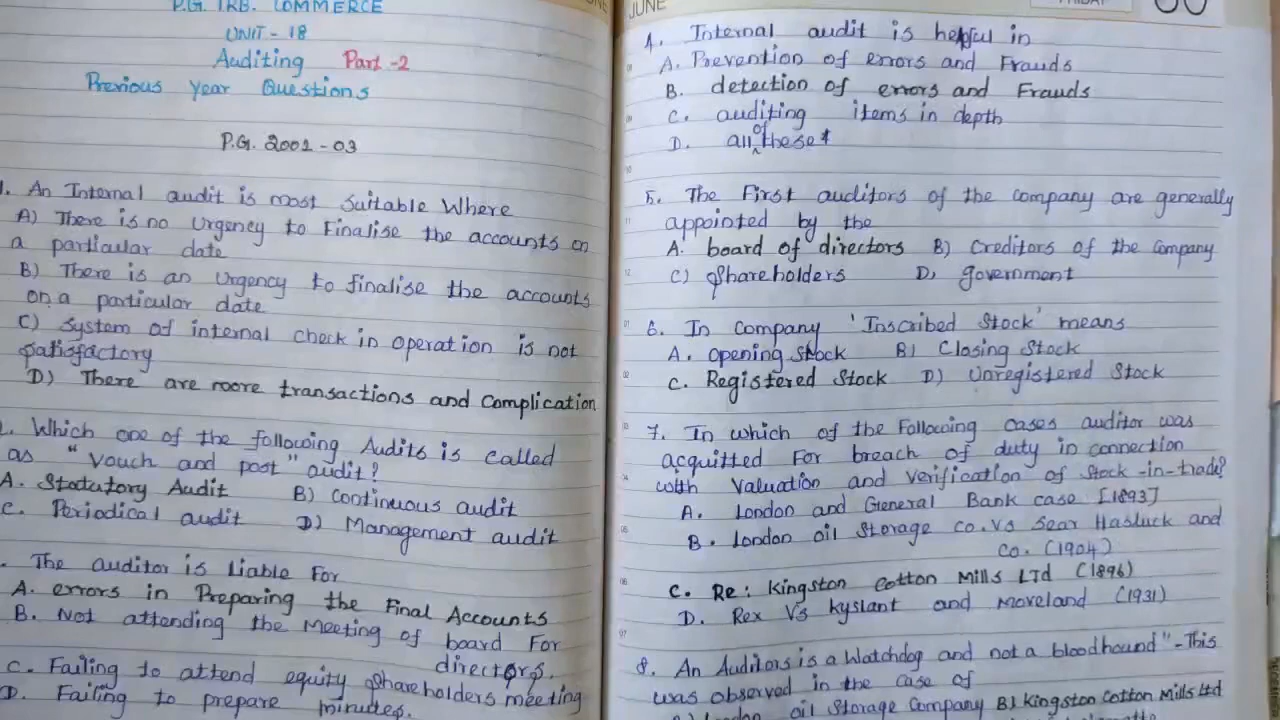 P.G. TRB. COMMERCE
UNIT - 18
Auditing Part -2
Previous year Questions
P.G. 2001 - 03
1. An Internal audit is most Suitable Where
A) There is no Urgency to Finalise the accounts on
a particular date
B) There is an Urgency to finalise the accounts
on a particular date
C) System of internal check in operation is not
satisfactory
D) There are more transactions and Complication
2. Which one of the following Audits is called
as "vouch and post" audit?
A. Statutory Audit B) Continuous audit
C. Periodical audit D) Management audit
. The auditor is Liable For
A. errors in Preparing the Final Accounts
B. Not attending the Meeting of board For
directors.
C. Failing to attend equity Shareholders meeting
D. Failing to prepare minutes.
JUNE
4. Internal audit is helpful in
A. Prevention of errors and Frauds
B. detection of errors and Frauds
C. auditing items in depth
D. all of these
5. The First auditors of the company are generally
appointed by the
A. board of directors B) Creditors of the Company
C) Shareholders D) government
6. In Company 'Inscribed Stock' means
A. Opening Stock B) Closing Stock
C. Registered Stock D) Unregistered Stock
7. In which of the Following cases auditor was
acquitted For breach of duty in connection
with Valuation and verification of Stock-in-trade?
A. London and General Bank case [1893]
B. London oil Storage Co. Vs Sear Hasluck and
Co. (1904)
C. Re: Kingston Cotton Mills LTD (1896)
D. Rex Vs Kyslant and Moreland (1931)
8. An Auditors is a Watchdog and not a bloodhound" - This
was observed in the case of
oil Storage Company B) Kingston Cotton Mills Ltd